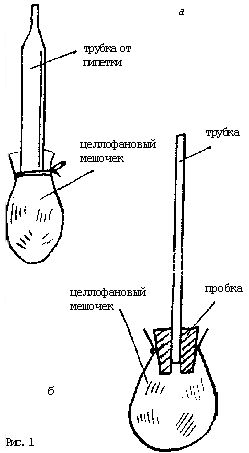 а
трубка от
пипетки
целлофановый
мешочек
трубка
целлофановый
мешочек
пробка
б
Рис. 1